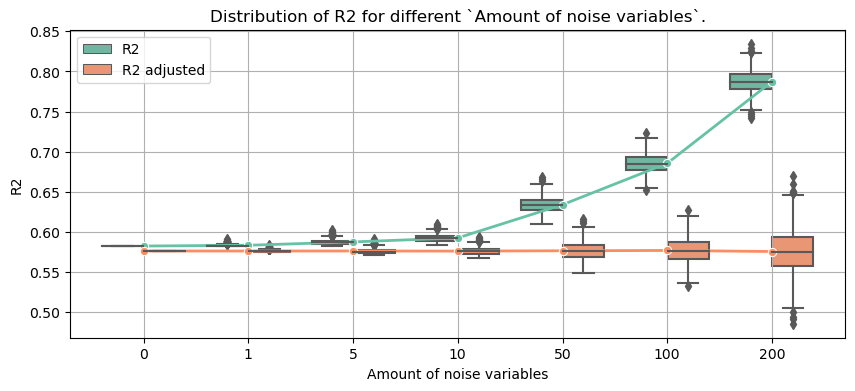 Distribution of R2 for different `Amount of noise variables`.
R2
R2 adjusted
R2
0.85
0.80
0.75
0.70
0.65
0.60
0.55
0.50
0 1 5 10 50 100 200
Amount of noise variables